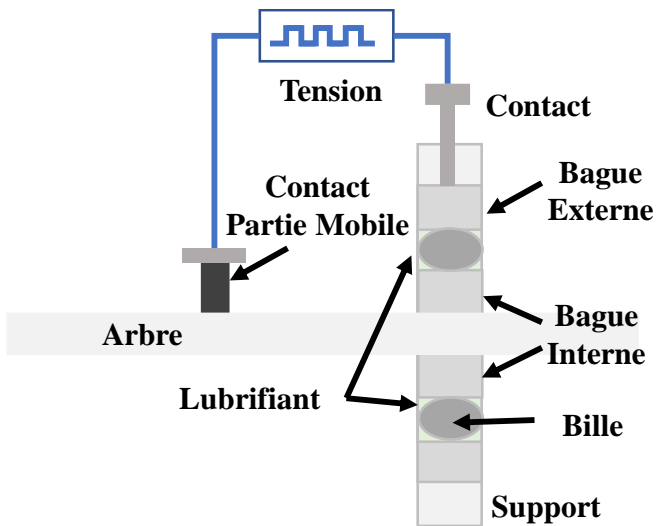 Tension
Contact
Contact
Partie Mobile
Bague
Externe
Arbre
Bague
Interne
Lubrifiant
Bille
Support